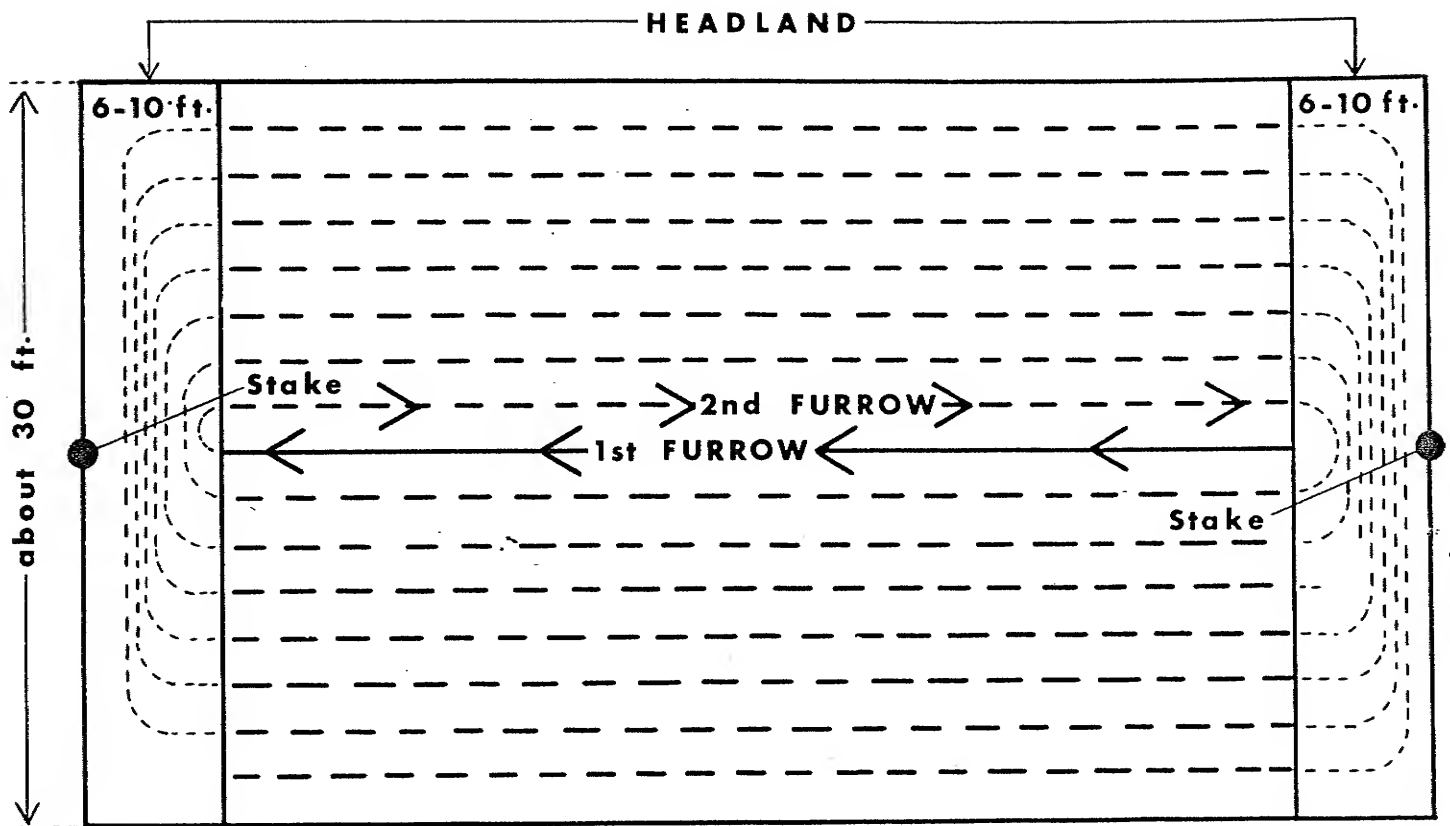 HEADLAND
6-10 ft.
6-10 ft.
about 30 ft.
Stake
2nd FURROW
1st FURROW
Stake